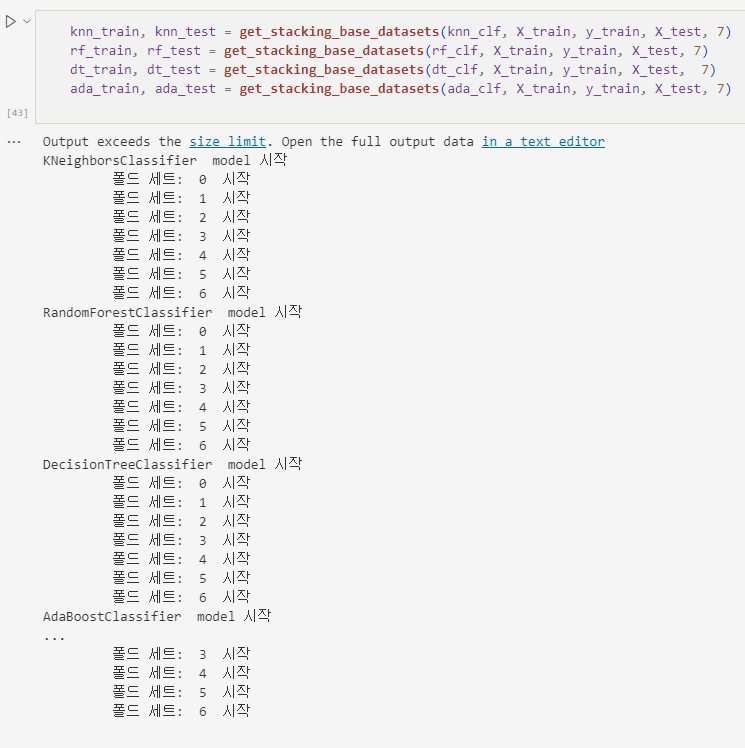 knn_train, knn_test = get_stacking_base_datasets(knn_clf, X_train, y_train, X_test, 7)
rf_train, rf_test = get_stacking_base_datasets(rf_clf, X_train, y_train, X_test, 7)
dt_train, dt_test = get_stacking_base_datasets(dt_clf, X_train, y_train, X_test,  7)
ada_train, ada_test = get_stacking_base_datasets(ada_clf, X_train, y_train, X_test, 7)
[43]
... Output exceeds the size limit. Open the full output data in a text editor
KNeighborsClassifier  model 시작
폴드 세트:  0  시작
폴드 세트:  1  시작
폴드 세트:  2  시작
폴드 세트:  3  시작
폴드 세트:  4  시작
폴드 세트:  5  시작
폴드 세트:  6  시작
RandomForestClassifier  model 시작
폴드 세트:  0  시작
폴드 세트:  1  시작
폴드 세트:  2  시작
폴드 세트:  3  시작
폴드 세트:  4  시작
폴드 세트:  5  시작
폴드 세트:  6  시작
DecisionTreeClassifier  model 시작
폴드 세트:  0  시작
폴드 세트:  1  시작
폴드 세트:  2  시작
폴드 세트:  3  시작
폴드 세트:  4  시작
폴드 세트:  5  시작
폴드 세트:  6  시작
AdaBoostClassifier  model 시작
...
폴드 세트:  3  시작
폴드 세트:  4  시작
폴드 세트:  5  시작
폴드 세트:  6  시작